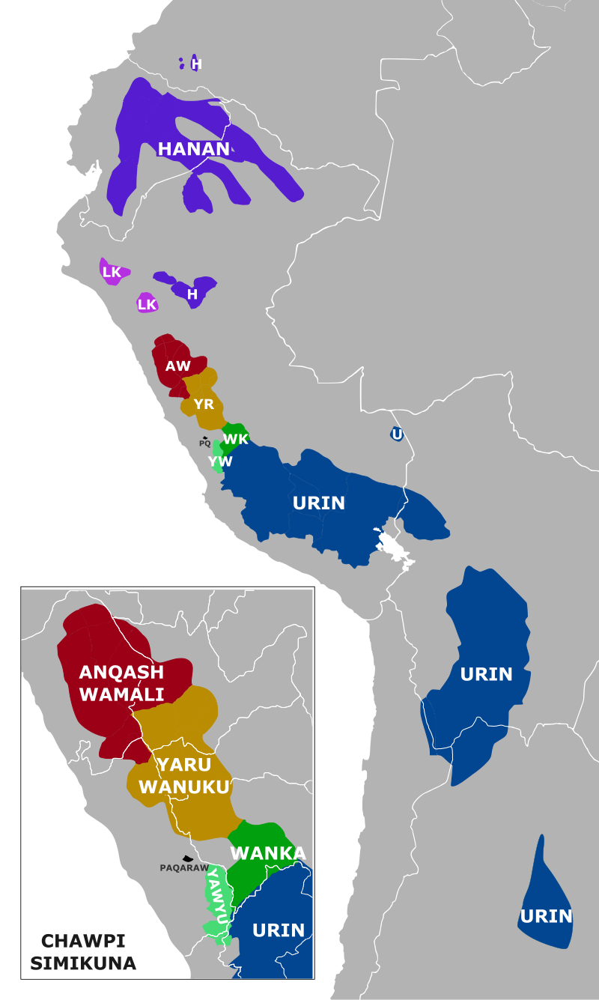 H
HANAN
LK
H
LK
AW
YR
WK
PQ
YW
U
URIN
URIN
URIN
ANQASH
WAMALI
YARU
WANUKU
WANKA
PAQARAW
YAWYU
URIN
CHAWPI
SIMIKUNA